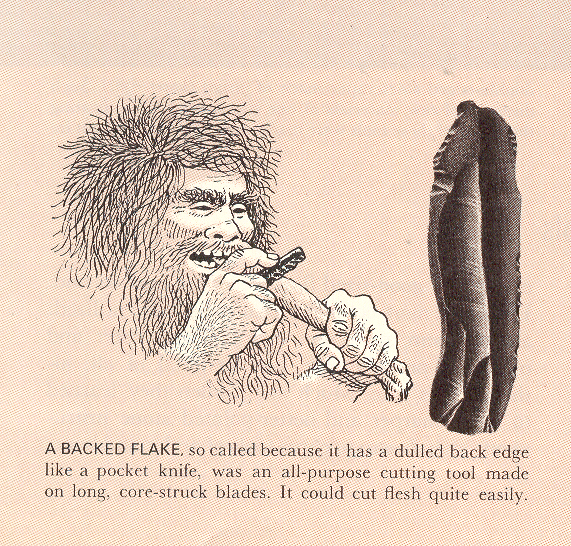 A BACKED FLAKE, so called because it has a dulled back edge
like a pocket knife, was an all-purpose cutting tool made
on long, core-struck blades. It could cut flesh quite easily.